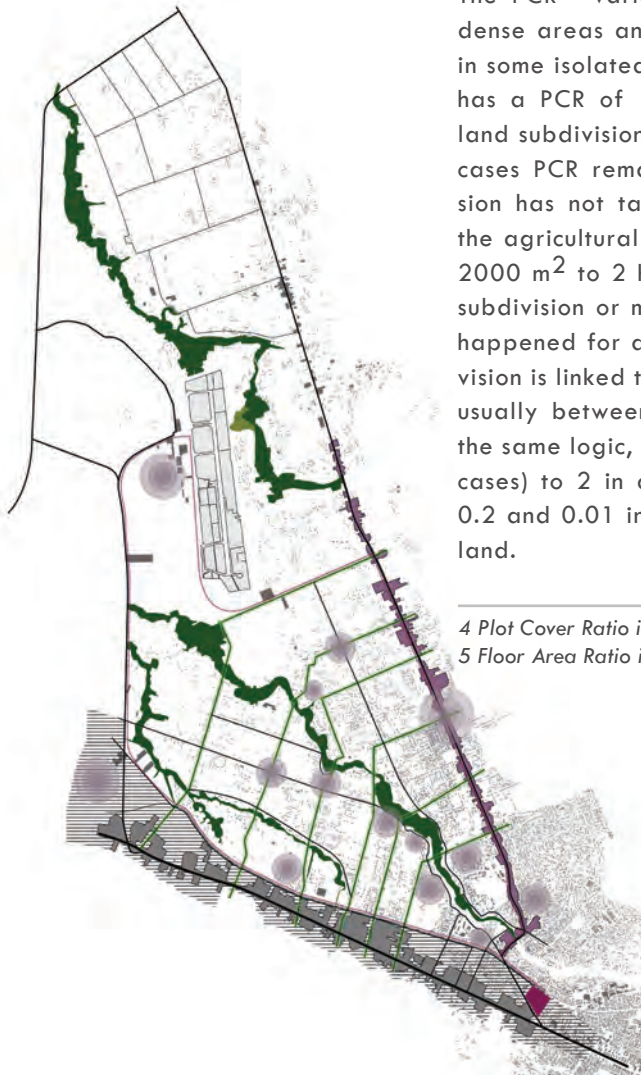 The PCR varie
dense areas an
in some isolated
has a PCR of
land subdivision
cases PCR rema
sion has not ta
the agricultural
2000 m² to 2 h
subdivision or m
happened for a
vision is linked t
usually between
the same logic,
cases) to 2 in c
0.2 and 0.01 in
land.
4 Plot Cover Ratio i
5 Floor Area Ratio i